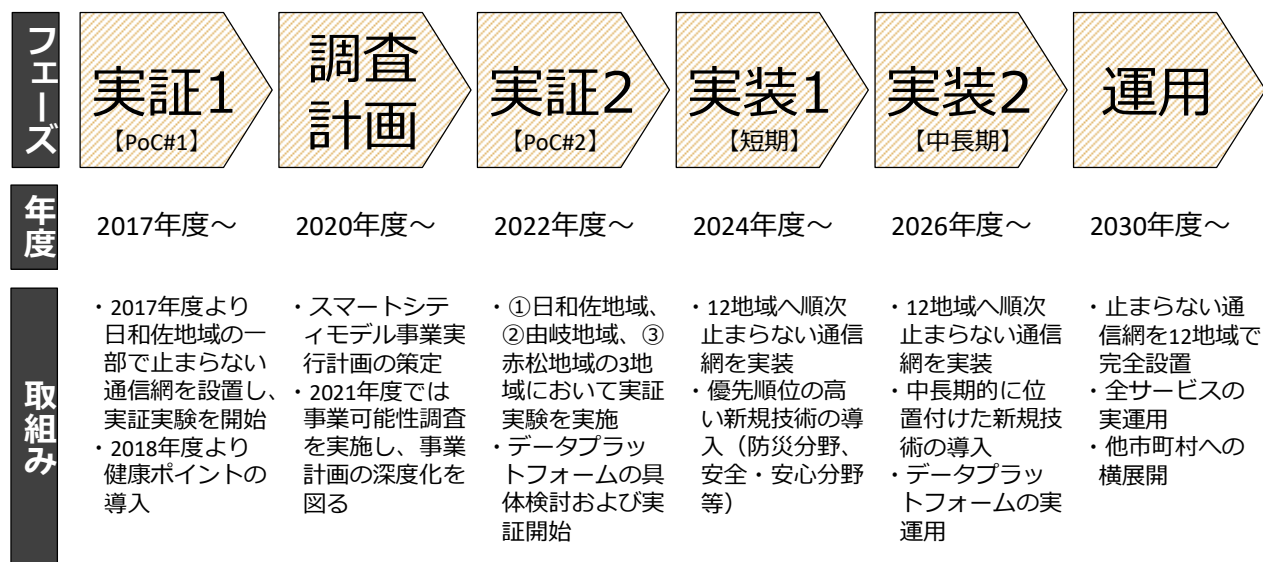 フェーズ
実証1
【PoC#1】
調査
計画
実証2
【PoC#2】
実装1
【短期】
実装2
【中長期】
運用
年度
2017年度～
2020年度～
2022年度～
2024年度～
2026年度～
2030年度～
取組み
・2017年度より
日和佐地域の一
部で止まらない
通信網を設置し、
実証実験を開始
・2018年度より
健康ポイントの
導入
・スマートシテ
ィモデル事業実
行計画の策定
・2021年度では
事業可能性調査
を実施し、事業
計画の深度化を
図る
・①日和佐地域、
②由岐地域、③
赤松地域の3地
域において実証
実験を実施
・データプラッ
トフォームの具
体検討および実
証開始
・12地域へ順次
止まらない通信
網を実装
・優先順位の高
い新規技術の導
入（防災分野、
安全・安心分野
等）
・12地域へ順次
止まらない通信
網を実装
・中長期的に位
置付けた新規技
術の導入
・データプラッ
トフォームの実
運用
・止まらない通
信網を12地域で
完全設置
・全サービスの
実運用
・他市町村への
横展開